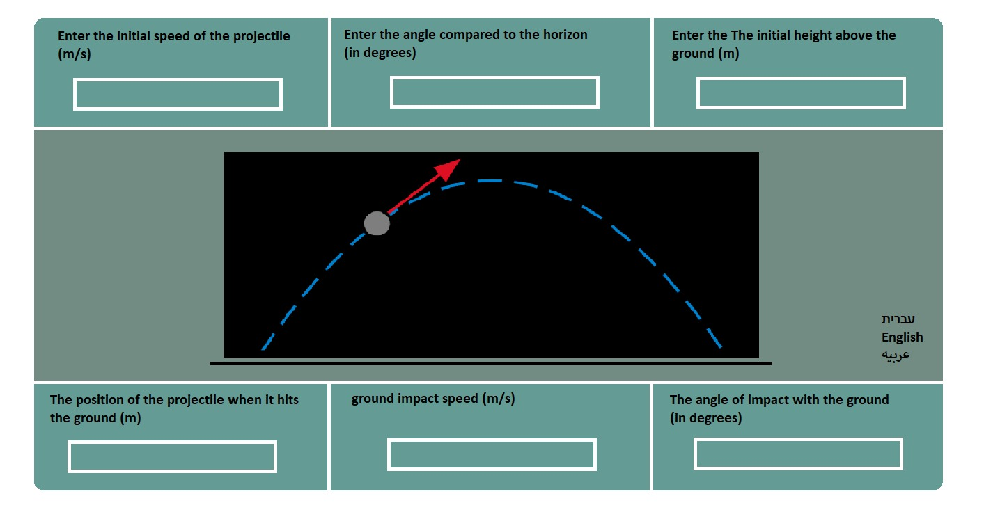 Enter the initial speed of the projectile
(m/s)
Enter the angle compared to the horizon
(in degrees)
Enter the The initial height above the
ground (m)
עברית
English
عربيه
The position of the projectile when it hits
the ground (m)
ground impact speed (m/s)
The angle of impact with the ground
(in degrees)